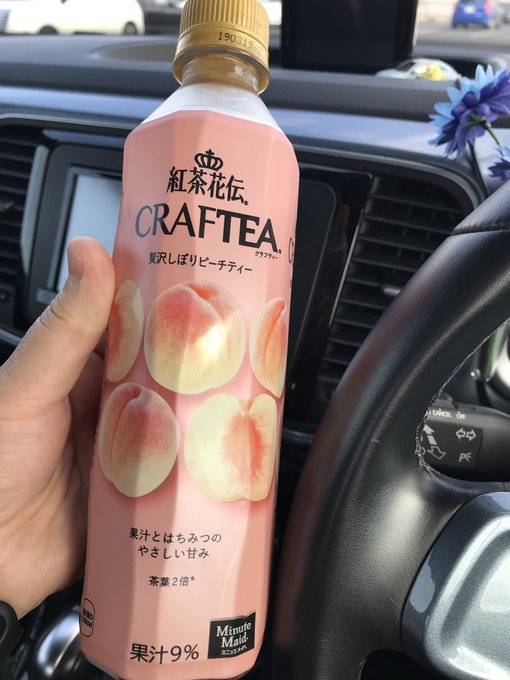 190319
紅茶花伝®
CRAFTEA®
クラフティー
贅沢しぼりピーチティー
果汁とはちみつの
やさしい甘み
茶葉2倍*
果汁9%
Minute
Maid®
ミニッツメイド®
CANCEL